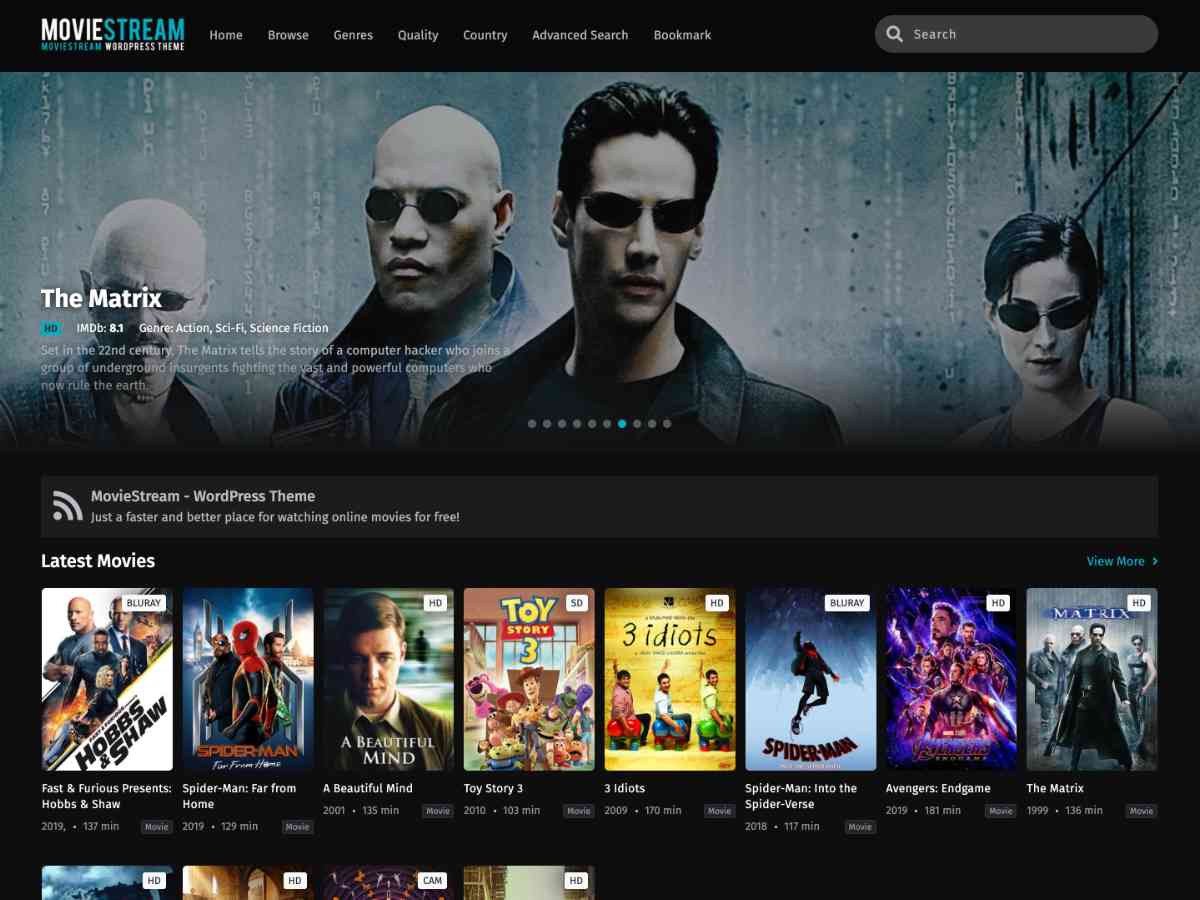 MOVIESTREAM
MOVIESTREAM WORDPRESS THEME
Home
Browse
Genres
Quality
Country
Advanced Search
Bookmark
Search
The Matrix
HD IMDb: 8.1 Genre: Action, Sci-Fi, Science Fiction
Set in the 22nd century, The Matrix tells the story of a computer hacker who joins a
group of underground insurgents fighting the vast and powerful computers who
now rule the earth.
MovieStream - WordPress Theme
Just a faster and better place for watching online movies for free!
Latest Movies
View More
BLURAY
HOBBS
& SHAW
Fast & Furious Presents:
Hobbs & Shaw
2019, • 137 min Movie
SPIDER-MAN
Far From Home
Spider-Man: Far from
Home
2019 • 129 min Movie
HD
A BEAUTIFUL
MIND
A Beautiful Mind
2001 • 135 min Movie
SD
TOY
STORY
3
Toy Story 3
2010 • 103 min Movie
HD
3 idiots
3 Idiots
2009 • 170 min Movie
BLURAY
SPIDER-MAN
Spider-Man: Into the
Spider-Verse
2018 • 117 min Movie
HD
AVENGERS
ENDGAME
Avengers: Endgame
2019 • 181 min Movie
HD
MATRIX
The Matrix
1999 • 136 min Movie
HD
HD
CAM
HD